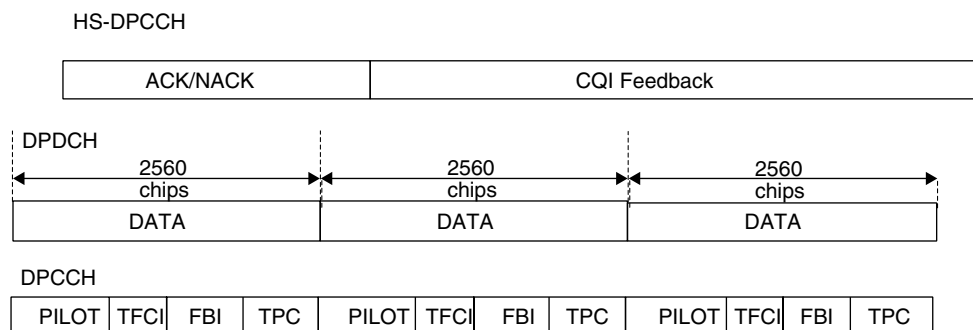 HS-DPCCH
ACK/NACK CQI Feedback
DPDCH
2560 2560 2560
chips chips chips
DATA DATA DATA
DPCCH
PILOT TFCI FBI TPC PILOT TFCI FBI TPC PILOT TFCI FBI TPC